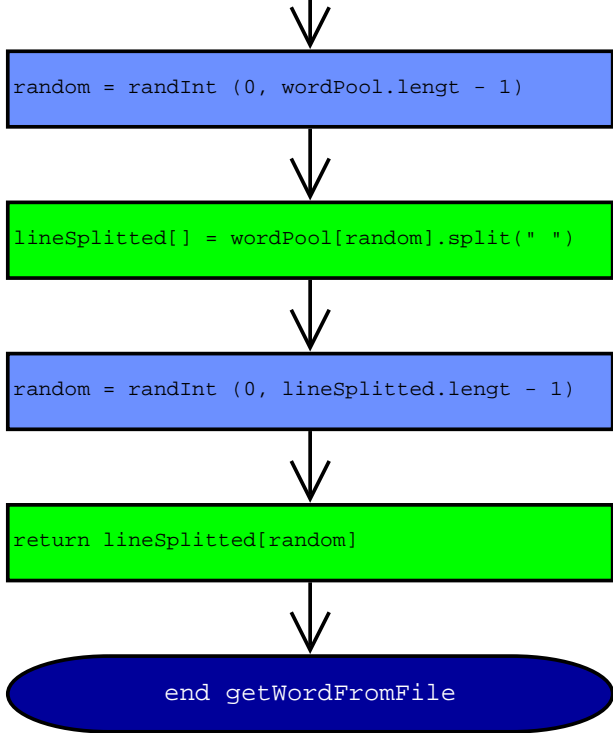 random = randInt (0, wordPool.lengt - 1)
lineSplitted[] = wordPool[random].split(" ")
random = randInt (0, lineSplitted.lengt - 1)
return lineSplitted[random]
end getWordFromFile